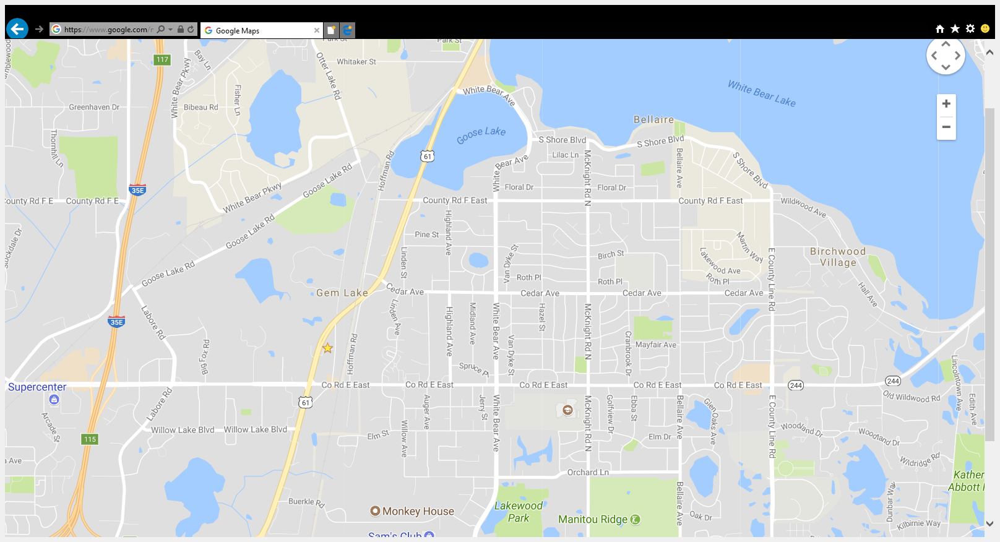 https://www.google.com/
Google Maps
Park St
Park St
117
Whitaker St
Bay Ln
Otter Lake Rd
White Bear Pkwy
Fisher Ln
White Bear Ave
White Bear Lake
Greenhaven Dr
Bibeau Rd
Bellaire
Thornhill Ln
Goose Lake
S Shore Blvd
S Shore Blvd
61
Hoffman Rd
Lilac Ln
McKnight Rd N
Bellaire Ave
S Shore Blvd
Bear Ave
White
Goose Lake Rd
White Bear Pkwy
35E
Floral Dr
Floral Dr
County Rd F E
County Rd F E
County Rd F East
County Rd F East
Wildwood Ave
Goose Lake Rd
Highland Ave
Pine St
Stockdale Dr
Linden St
Van Dyke St
Birch St
Martin Way
Lakewood Ave
E County Line Rd
Birchwood
Village
Goose Lake Rd
Roth Pl
Roth Pl
Roth Pl
Gem Lake
Cedar Ave
Cedar Ave
Cedar Ave
Cedar Ave
Hall Ave
Labore Rd
35E
Linden Ave
Highland Ave
Midland Ave
White Bear Ave
Hazel St
McKnight Rd N
Van Dyke St
Cranbrook Dr
Mayfair Ave
Big Fox Rd
Hoffman Rd
Spruce Pl
Lincolntown Ave
Supercenter
Co Rd E East
Co Rd E East
Co Rd E East
Co Rd E East
Co Rd E East
244
244
Old Wildwood Rd
Edith Ave
61
Labore Rd
Arcade St
Auger Ave
Jerry St
White Bear Ave
McKnight Rd N
Golfview Dr
Ebba St
Bellaire Ave
Glen Oaks Ave
E County Line Rd
Willow Lake Blvd
Willow Lake Blvd
Willow Ave
Elm St
Elm Dr
Woodland Dr
Woodland Dr
115
a Ave
Wildridge Rd
Orchard Ln
Kather
Abbott
Bellaire Ave
Dunbar Way
Buerkle Rd
Monkey House
Lakewood
Park
Manitou Ridge
Oak Dr
Kilbirnie Way
Sam's Club